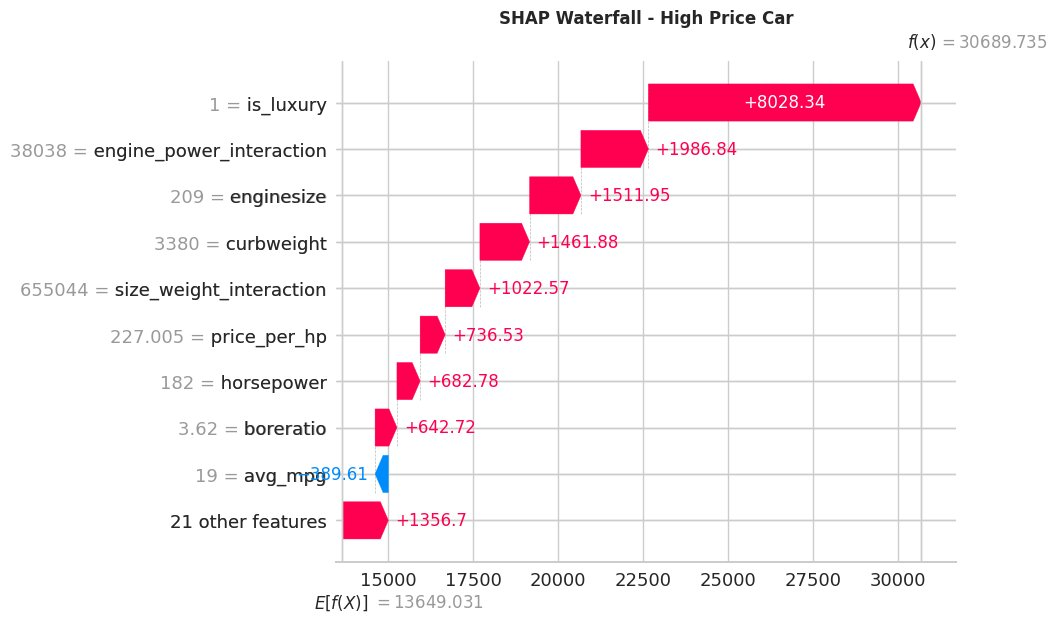 SHAP Waterfall - High Price Car
f(x) = 30689.735
1 = is_luxury +8028.34
38038 = engine_power_interaction +1986.84
209 = enginesize +1511.95
3380 = curbweight +1461.88
655044 = size_weight_interaction +1022.57
227.005 = price_per_hp +736.53
182 = horsepower +682.78
3.62 = boreratio +642.72
19 = avg_mpg −389.61
21 other features +1356.7
15000 17500 20000 22500 25000 27500 30000
E[f(X)] = 13649.031